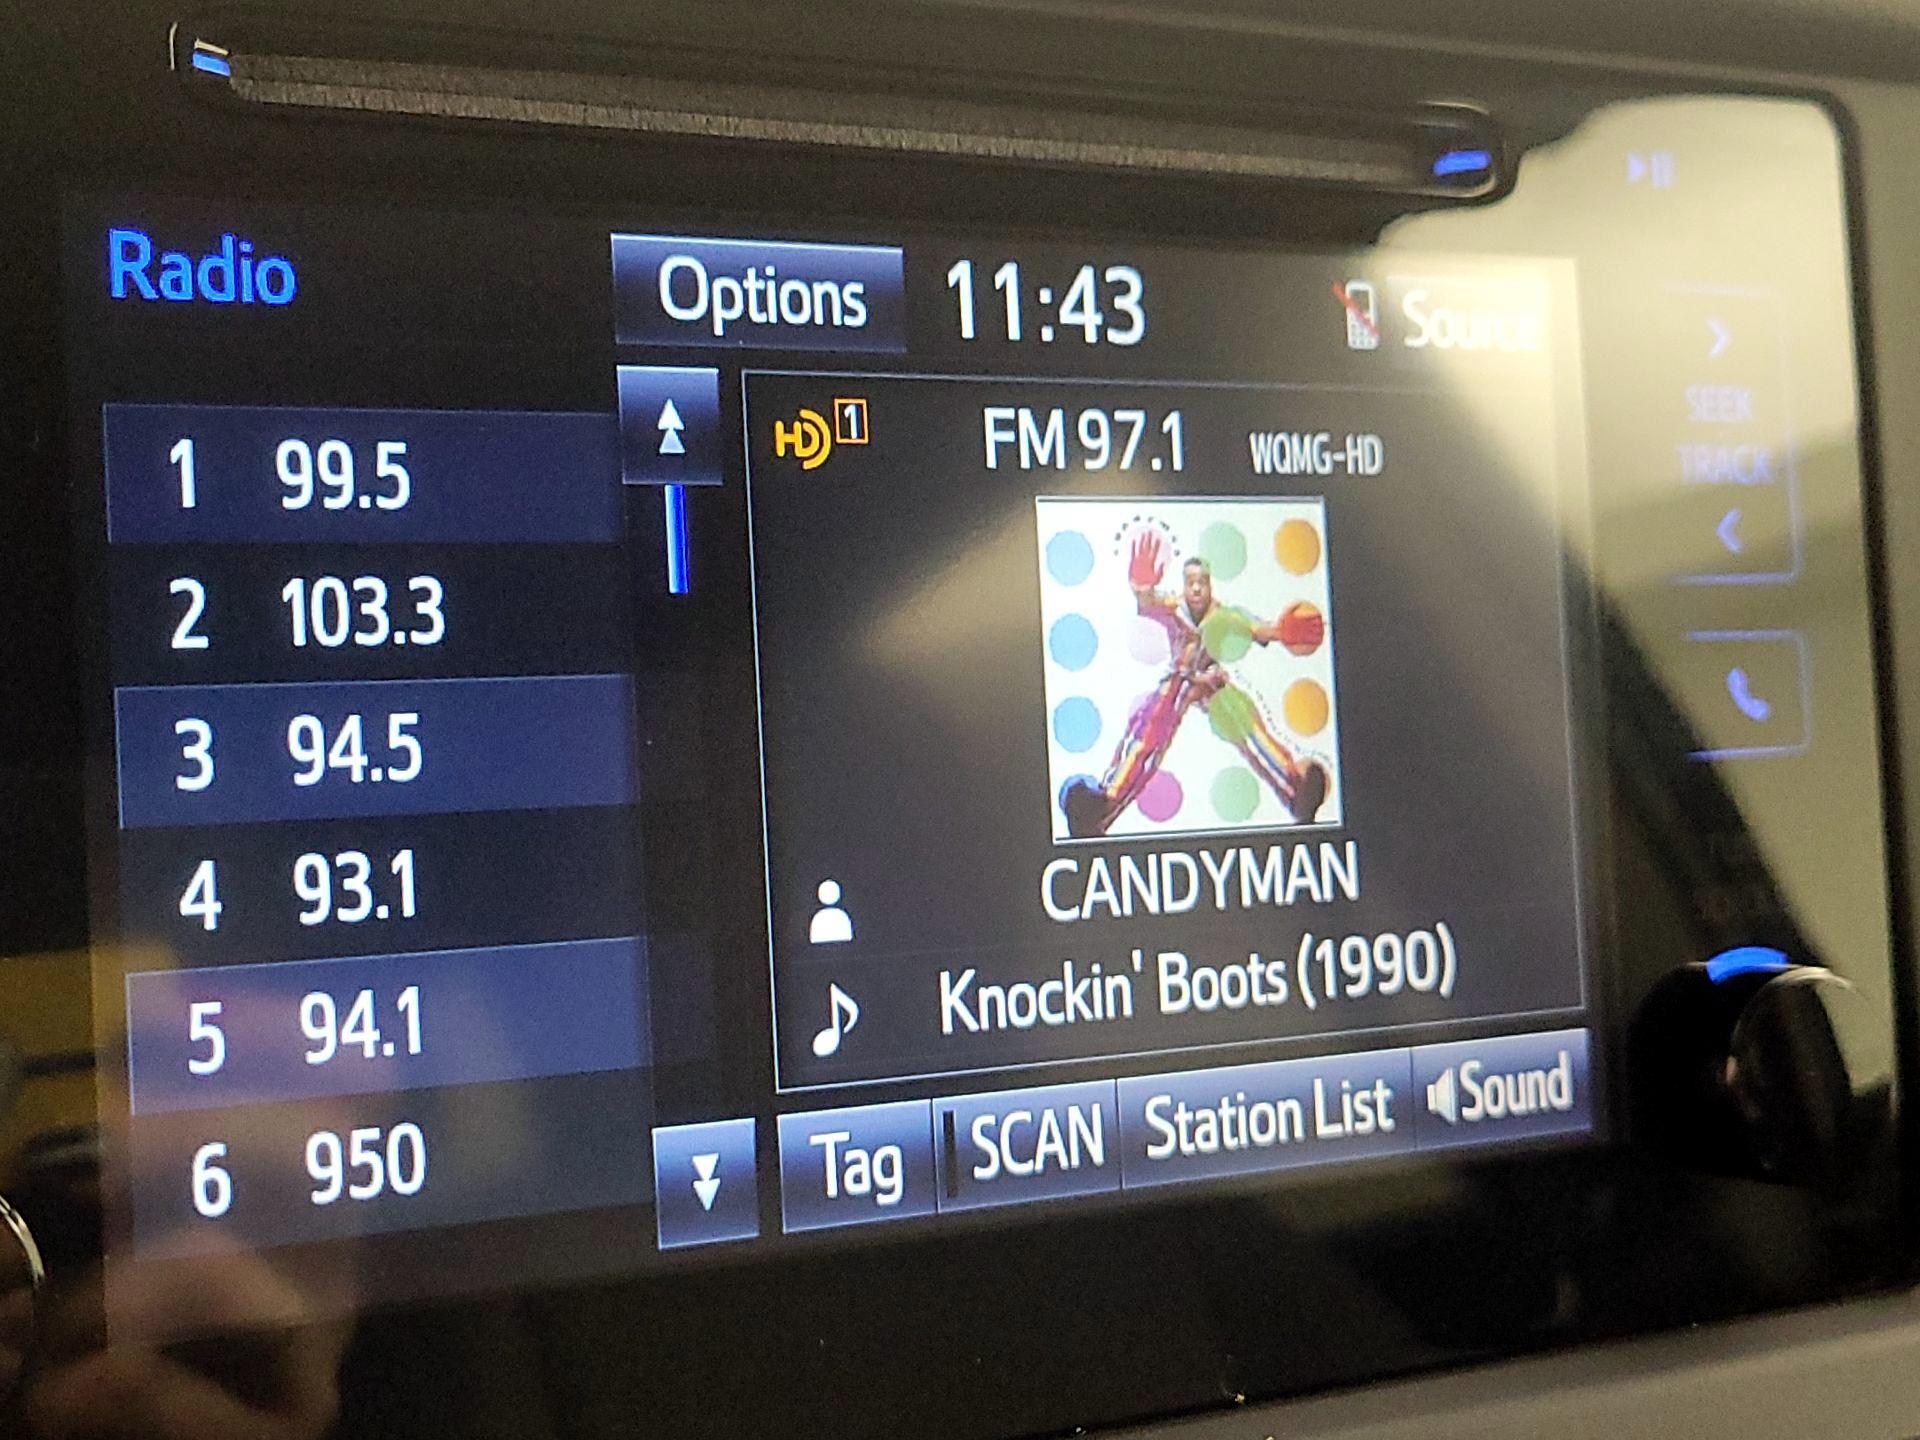 Radio
Options
11:43
Source
1 99.5
2 103.3
3 94.5
4 93.1
5 94.1
6 950
HD 1
FM 97.1 WQMG-HD
CANDYMAN
Knockin' Boots (1990)
Tag
SCAN
Station List
Sound
SEEK
TRACK